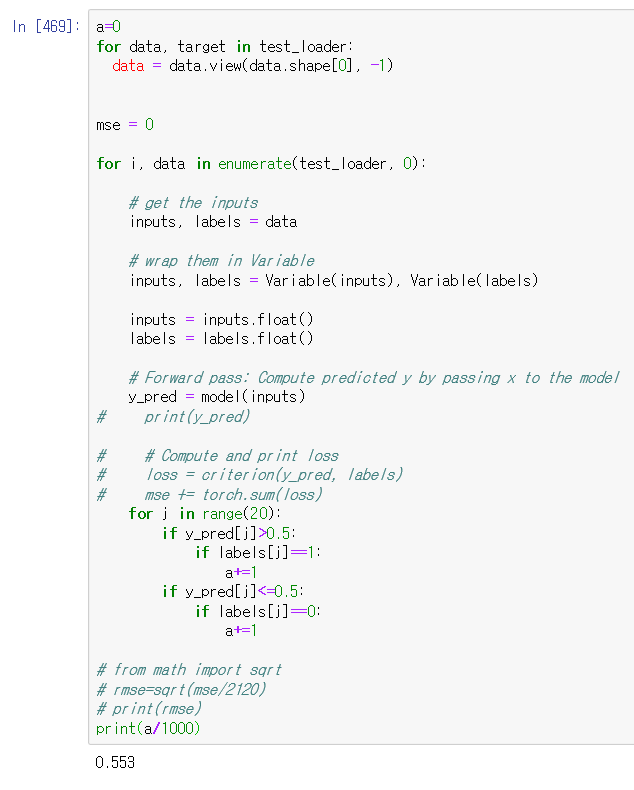 In [469]:
a=0
for data, target in test_loader:
  data = data.view(data.shape[0], -1)
mse = 0
for i, data in enumerate(test_loader, 0):
    # get the inputs
    inputs, labels = data
    # wrap them in Variable
    inputs, labels = Variable(inputs), Variable(labels)
    inputs = inputs.float()
    labels = labels.float()
    # Forward pass: Compute predicted y by passing x to the model
    y_pred = model(inputs)
#     print(y_pred)
#     # Compute and print loss
#     loss = criterion(y_pred, labels)
#     mse += torch.sum(loss)
    for j in range(20):
        if y_pred[j]>0.5:
            if labels[j]==1:
                a+=1
        if y_pred[j]<=0.5:
            if labels[j]==0:
                a+=1
# from math import sqrt
# rmse=sqrt(mse/2120)
# print(rmse)
print(a/1000)
0.553